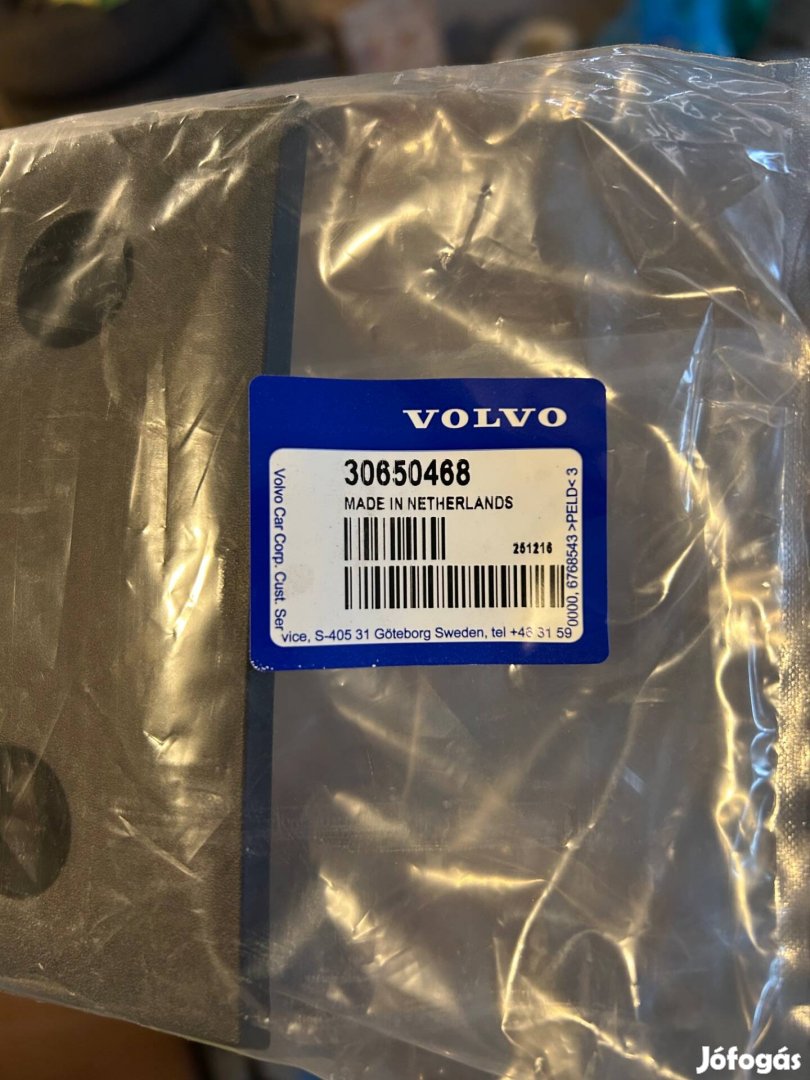 VOLVO
30650468
MADE IN NETHERLANDS
251216
Volvo Car Corp. Cust. Ser
vice, S-405 31 Göteborg Sweden, tel +46 31 59
0000, 6768543 >PELD< 3
Jófogás